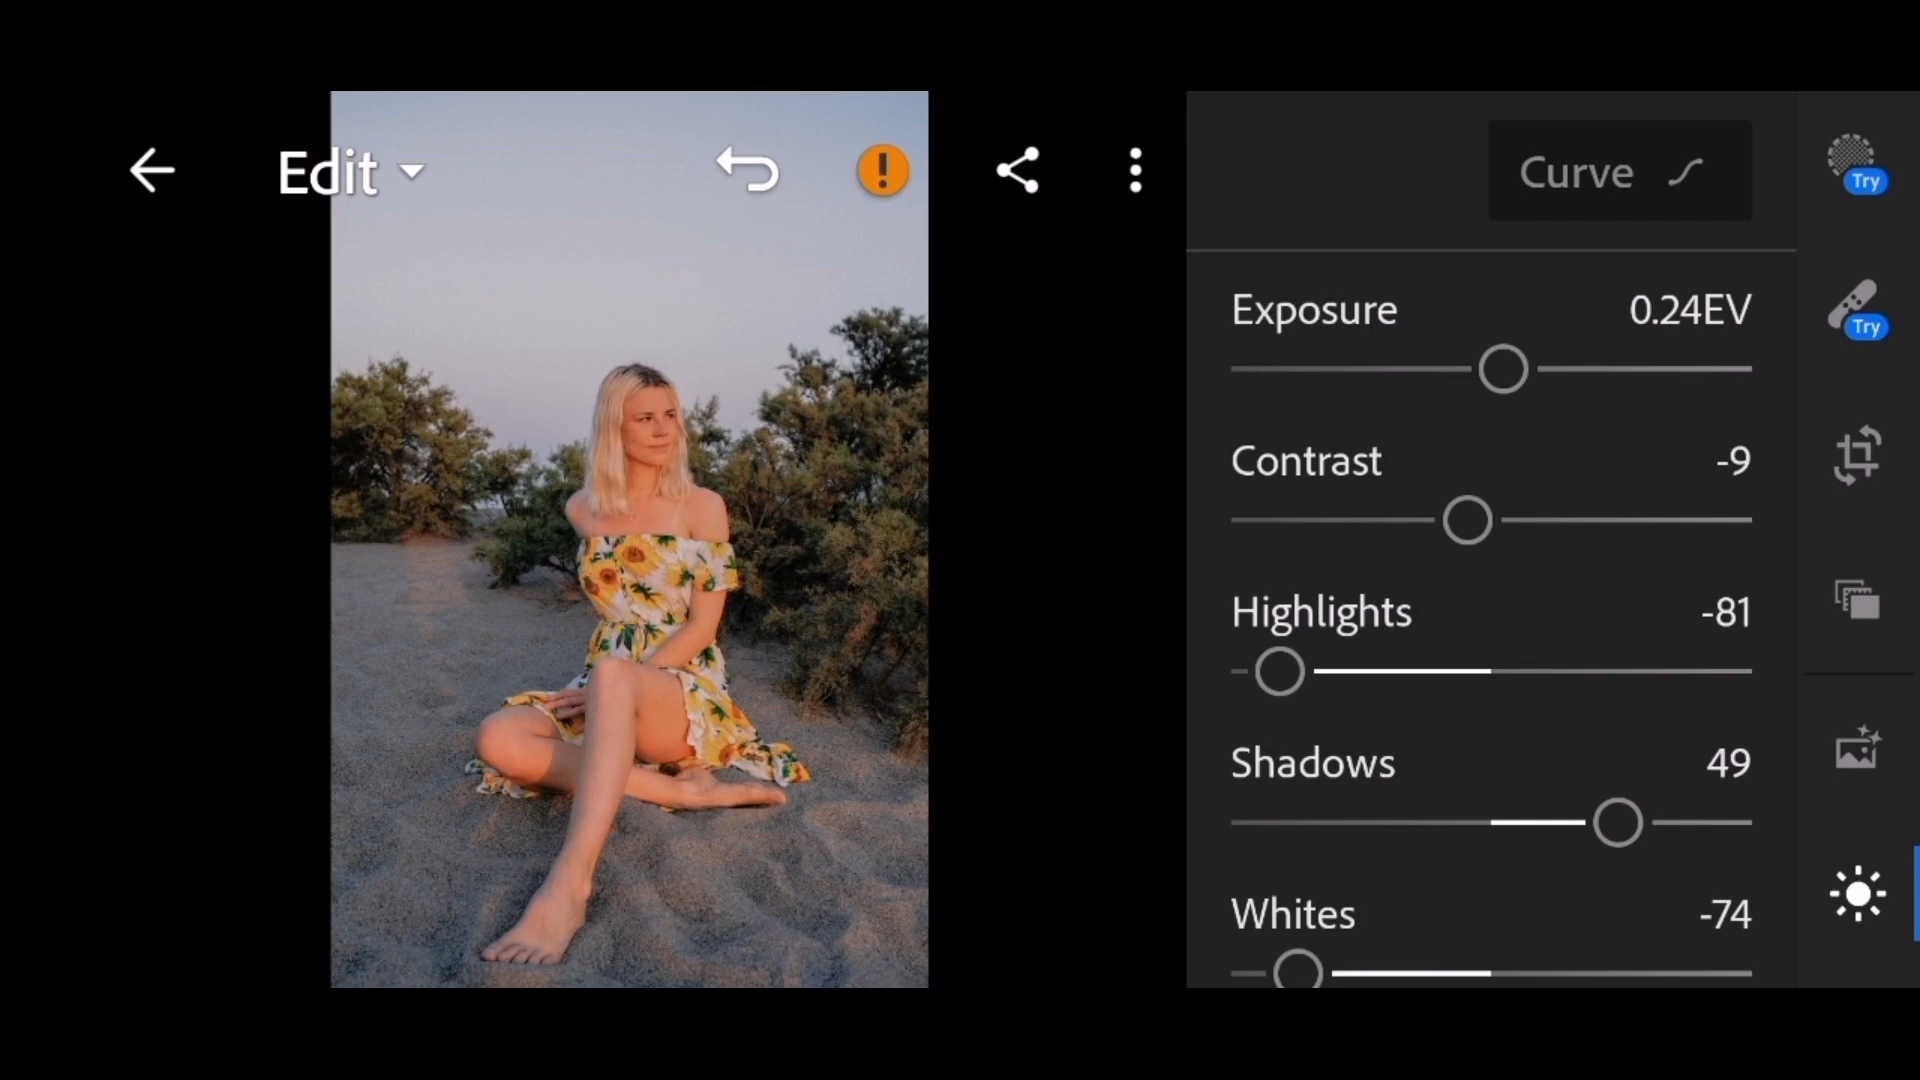 Edit
!
Curve
Try
Exposure 0.24EV
Try
Contrast -9
Highlights -81
Shadows 49
Whites -74